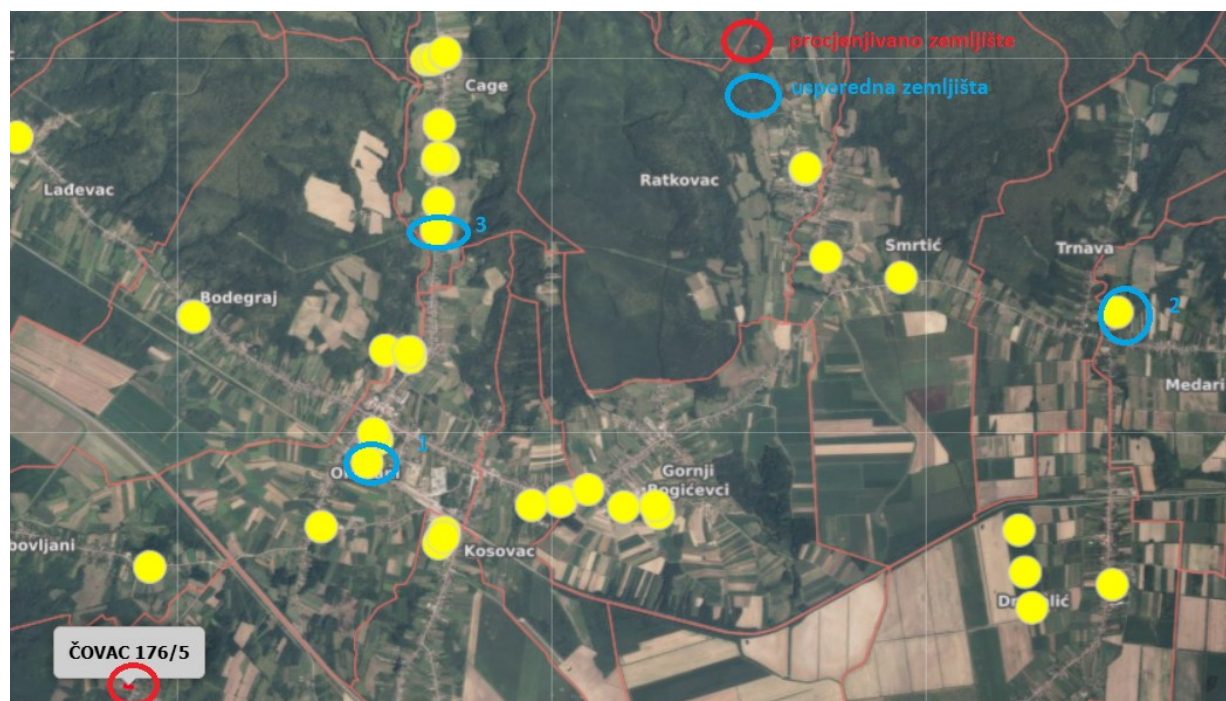 procjenjivano zemljište
Cage
usporedna zemljišta
Ratkovac
Lađevac
3
Smrtić
Trnava
Bodegraj
2
Medari
1
Gornji
Bogićevci
Kosovac
ČOVAC 176/5